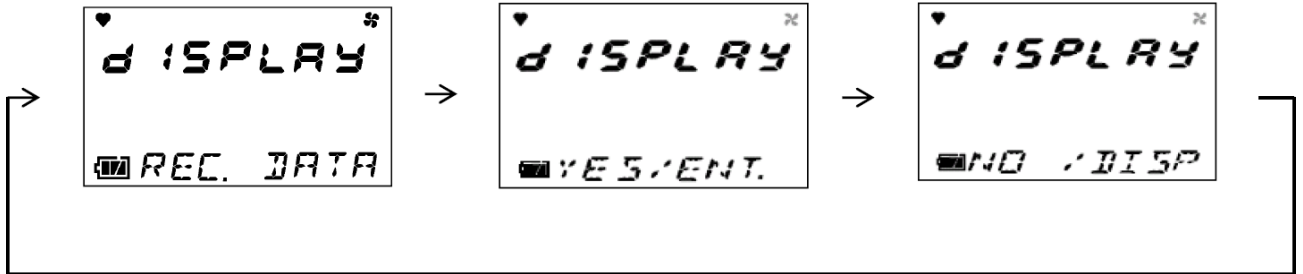 dISPLAY
REC. DATA
dISPLAY
YES/ENT.
dISPLAY
NO /DISP